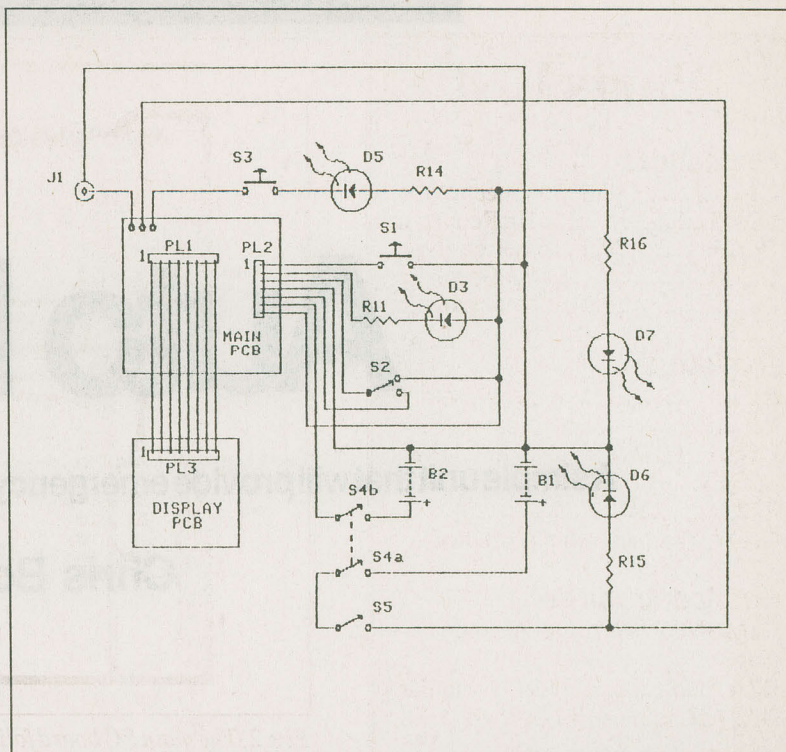 J1
S3
D5
R14
S1
R16
1 PL1
PL2
1
D3
R11
D7
MAIN
PCB
S2
1
PL3
B2
B1
D6
DISPLAY
PCB
S4b
+
+
S4a
R15
S5